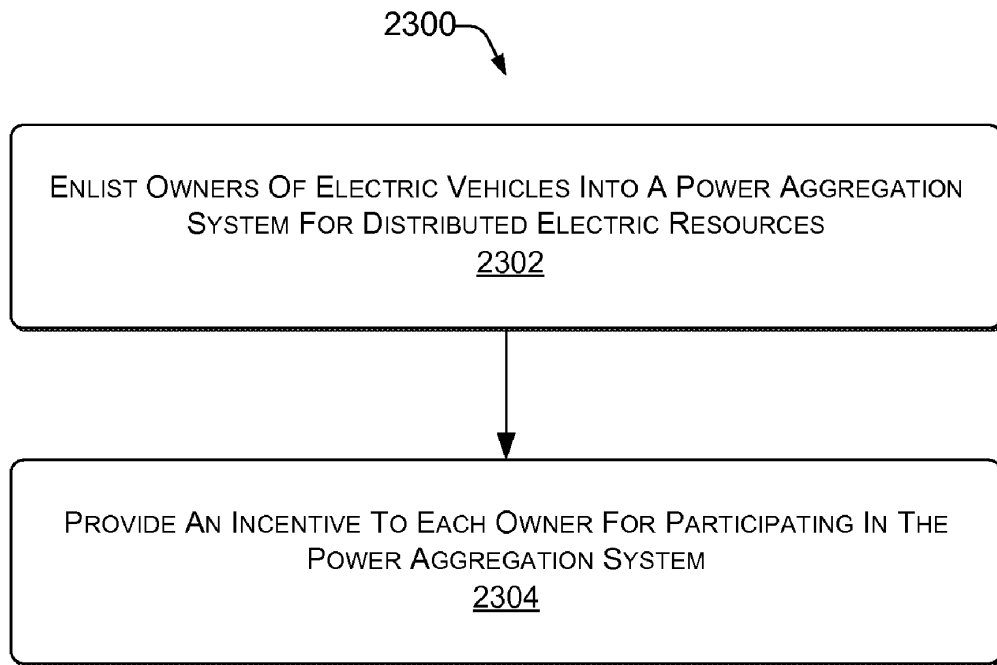 2300
ENLIST OWNERS OF ELECTRIC VEHICLES INTO A POWER AGGREGATION
SYSTEM FOR DISTRIBUTED ELECTRIC RESOURCES
2302
PROVIDE AN INCENTIVE TO EACH OWNER FOR PARTICIPATING IN THE
POWER AGGREGATION SYSTEM
2304